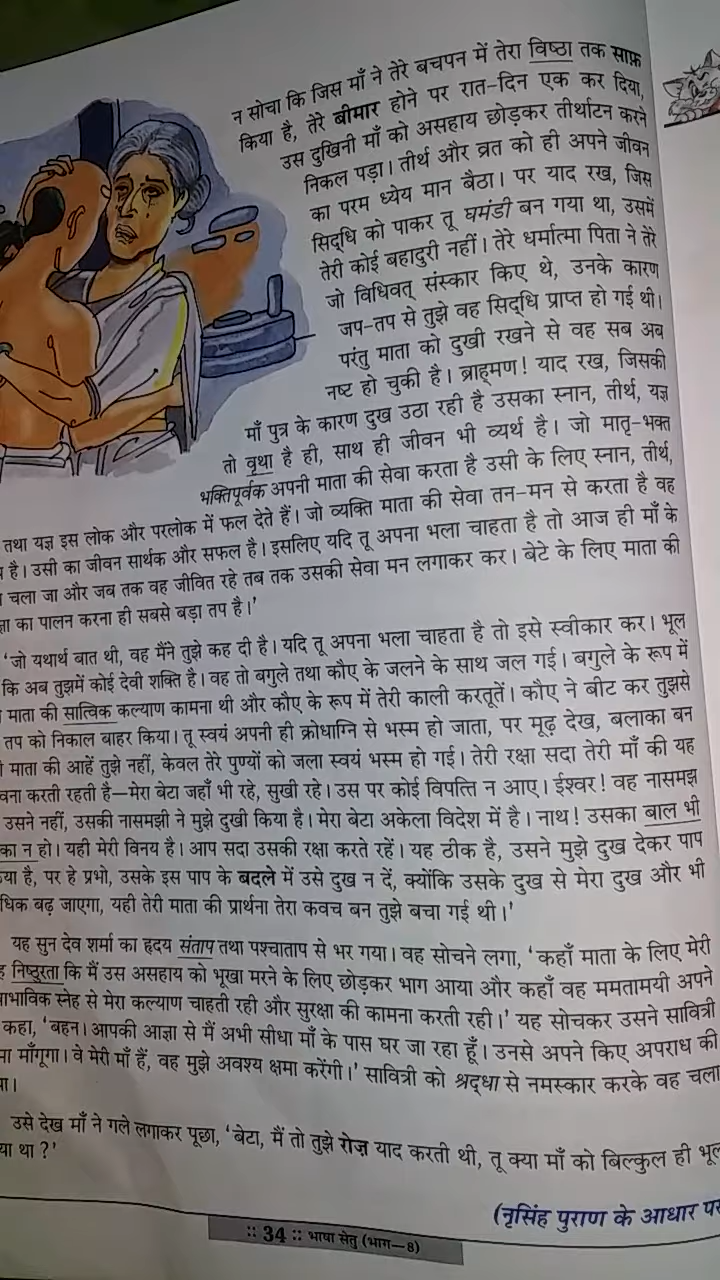 न सोचा कि जिस माँ ने तेरे बचपन में तेरा विष्ठा तक साफ़
किया है, तेरे बीमार होने पर रात-दिन एक कर दिया,
उस दुखिनी माँ को असहाय छोड़कर तीर्थाटन करने
निकल पड़ा। तीर्थ और व्रत को ही अपने जीवन
का परम ध्येय मान बैठा। पर याद रख, जिस
सिद्धि को पाकर तू घमंडी बन गया था, उसमें
तेरी कोई बहादुरी नहीं। तेरे धर्मात्मा पिता ने तेरे
जो विधिवत् संस्कार किए थे, उनके कारण
जप-तप से तुझे वह सिद्धि प्राप्त हो गई थी।
परंतु माता को दुखी रखने से वह सब अब
नष्ट हो चुकी है। ब्राह्मण! याद रख, जिसकी
माँ पुत्र के कारण दुख उठा रही है उसका स्नान, तीर्थ, यज्ञ
तो वृथा है ही, साथ ही जीवन भी व्यर्थ है। जो मातृ-भक्त
भक्तिपूर्वक अपनी माता की सेवा करता है उसी के लिए स्नान, तीर्थ,
तथा यज्ञ इस लोक और परलोक में फल देते हैं। जो व्यक्ति माता की सेवा तन-मन से करता है वह
है। उसी का जीवन सार्थक और सफल है। इसलिए यदि तू अपना भला चाहता है तो आज ही माँ के
चला जा और जब तक वह जीवित रहे तब तक उसकी सेवा मन लगाकर कर। बेटे के लिए माता की
का पालन करना ही सबसे बड़ा तप है।'
'जो यथार्थ बात थी, वह मैंने तुझे कह दी है। यदि तू अपना भला चाहता है तो इसे स्वीकार कर। भूल
कि अब तुझमें कोई देवी शक्ति है। वह तो बगुले तथा कौए के जलने के साथ जल गई। बगुले के रूप में
माता की सात्विक कल्याण कामना थी और कौए के रूप में तेरी काली करतूतें। कौए ने बीट कर तुझसे
तप को निकाल बाहर किया। तू स्वयं अपनी ही क्रोधाग्नि से भस्म हो जाता, पर मूढ़ देख, बलाका बन
माता की आहें तुझे नहीं, केवल तेरे पुण्यों को जला स्वयं भस्म हो गई। तेरी रक्षा सदा तेरी माँ की यह
वना करती रहती है—मेरा बेटा जहाँ भी रहे, सुखी रहे। उस पर कोई विपत्ति न आए। ईश्वर! वह नासमझ
उसने नहीं, उसकी नासमझी ने मुझे दुखी किया है। मेरा बेटा अकेला विदेश में है। नाथ! उसका बाल भी
का न हो। यही मेरी विनय है। आप सदा उसकी रक्षा करते रहें। यह ठीक है, उसने मुझे दुख देकर पाप
या है, पर हे प्रभो, उसके इस पाप के बदले में उसे दुख न दें, क्योंकि उसके दुख से मेरा दुख और भी
धिक बढ़ जाएगा, यही तेरी माता की प्रार्थना तेरा कवच बन तुझे बचा गई थी।'
यह सुन देव शर्मा का हृदय संताप तथा पश्चाताप से भर गया। वह सोचने लगा, 'कहाँ माता के लिए मेरी
ह निष्ठुरता कि मैं उस असहाय को भूखा मरने के लिए छोड़कर भाग आया और कहाँ वह ममतामयी अपने
भाविक स्नेह से मेरा कल्याण चाहती रही और सुरक्षा की कामना करती रही।' यह सोचकर उसने सावित्री
कहा, 'बहन। आपकी आज्ञा से मैं अभी सीधा माँ के पास घर जा रहा हूँ। उनसे अपने किए अपराध की
मा माँगूगा। वे मेरी माँ हैं, वह मुझे अवश्य क्षमा करेंगी।' सावित्री को श्रद्धा से नमस्कार करके वह चला
या।
उसे देख माँ ने गले लगाकर पूछा, 'बेटा, मैं तो तुझे रोज़ याद करती थी, तू क्या माँ को बिल्कुल ही भूल
या था ?'
(नृसिंह पुराण के आधार पर
:: 34 :: भाषा सेतु (भाग—8)